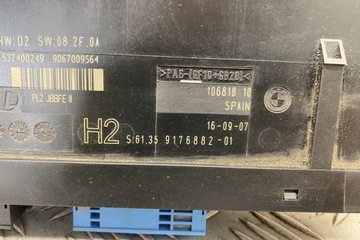 HW:D2 SW:08.2F.0A
532400249 9067009564
>PA6-(GF10+GB20)<
106818 10
SPAIN
PL2 JBBFE II
16-09-07
H2
S:61.35 9176882-01